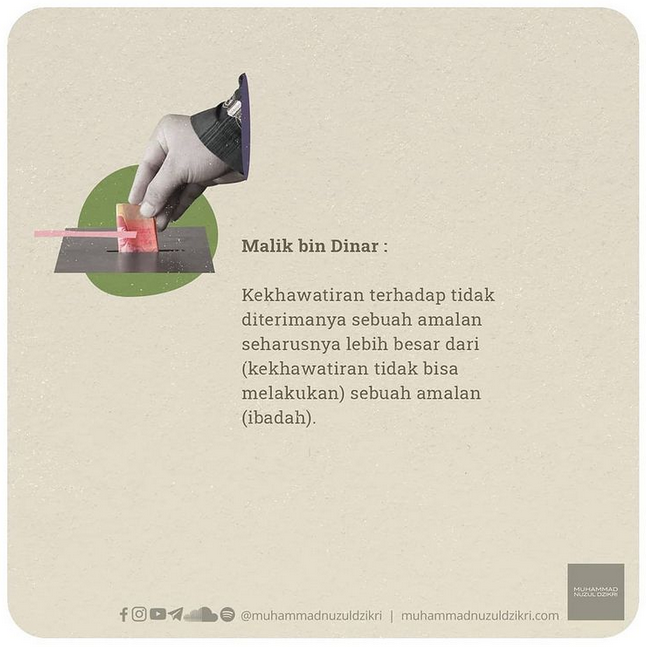 Malik bin Dinar :
Kekhawatiran terhadap tidak
diterimanya sebuah amalan
seharusnya lebih besar dari
(kekhawatiran tidak bisa
melakukan) sebuah amalan
(ibadah).
@muhammadnuzuldzikri | muhammadnuzuldzikri.com
MUHAMMAD
NUZUL DZIKRI